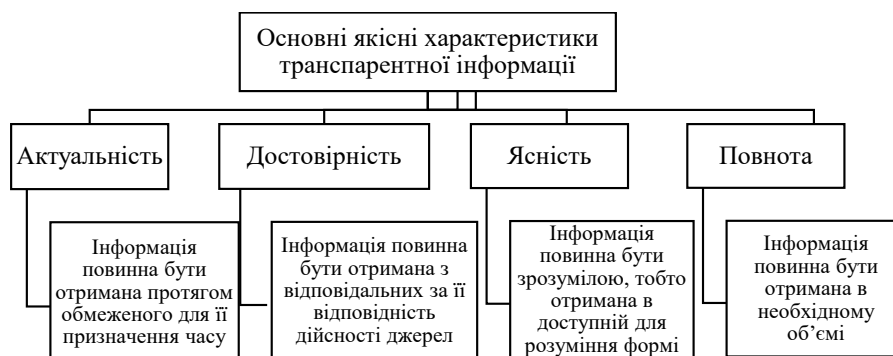 Основні якісні характеристики
транспарентної інформації
Актуальність
Достовірність
Ясність
Повнота
Інформація
повинна бути
отримана протягом
обмеженого для її
призначення часу
Інформація повинна
бути отримана з
відповідальних за її
відповідність
дійсності джерел
Інформація
повинна бути
зрозумілою, тобто
отримана в
доступній для
розуміння формі
Інформація
повинна бути
отримана в
необхідному
об’ємі